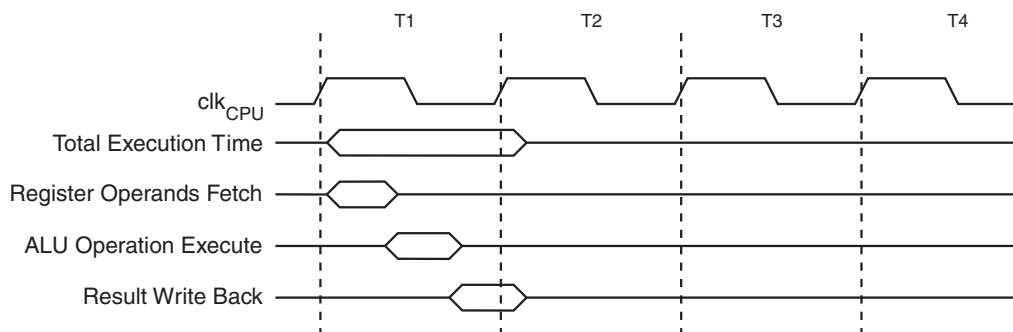 T1 T2 T3 T4
clkCPU
Total Execution Time
Register Operands Fetch
ALU Operation Execute
Result Write Back